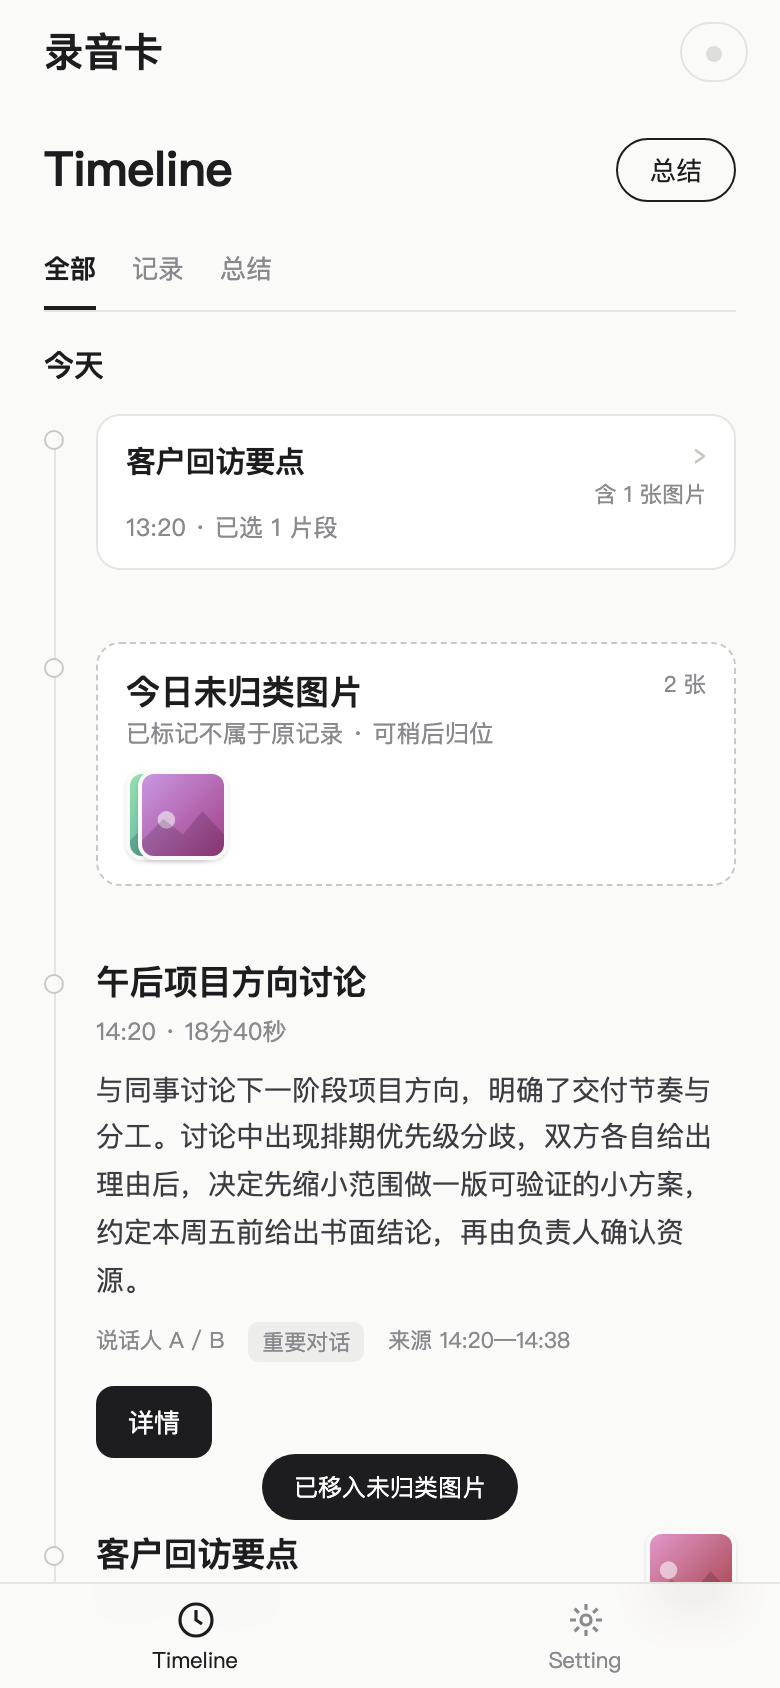 录音卡
Timeline
总结
全部 记录 总结
今天
客户回访要点
含 1 张图片
13:20 · 已选 1 片段
今日未归类图片
2 张
已标记不属于原记录 · 可稍后归位
午后项目方向讨论
14:20 · 18分40秒
与同事讨论下一阶段项目方向，明确了交付节奏与
分工。讨论中出现排期优先级分歧，双方各自给出
理由后，决定先缩小范围做一版可验证的小方案，
约定本周五前给出书面结论，再由负责人确认资
源。
说话人 A / B 重要对话 来源 14:20—14:38
详情
已移入未归类图片
客户回访要点
Timeline Setting